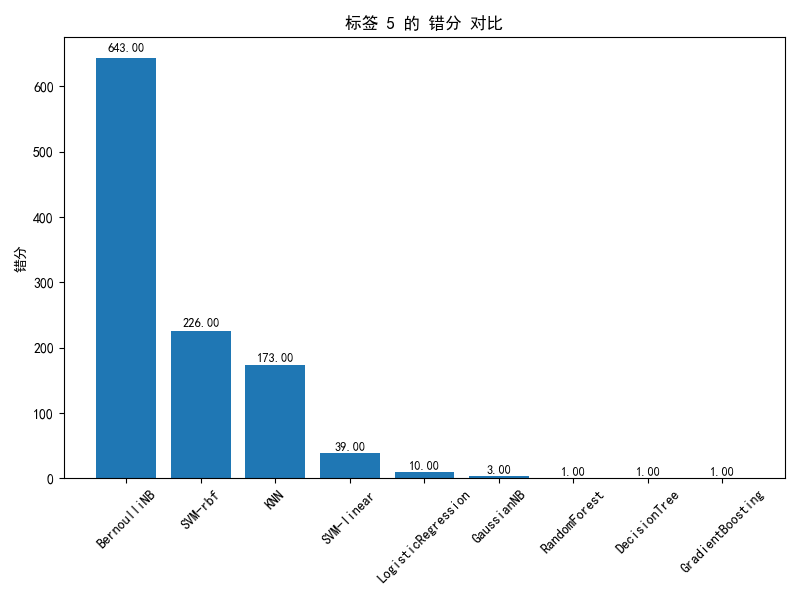 标签 5 的 错分 对比
错分
600
500
400
300
200
100
0
643.00
226.00
173.00
39.00
10.00
3.00
1.00
1.00
1.00
BernoulliNB
SVM-rbf
KNN
SVM-linear
LogisticRegression
GaussianNB
RandomForest
DecisionTree
GradientBoosting